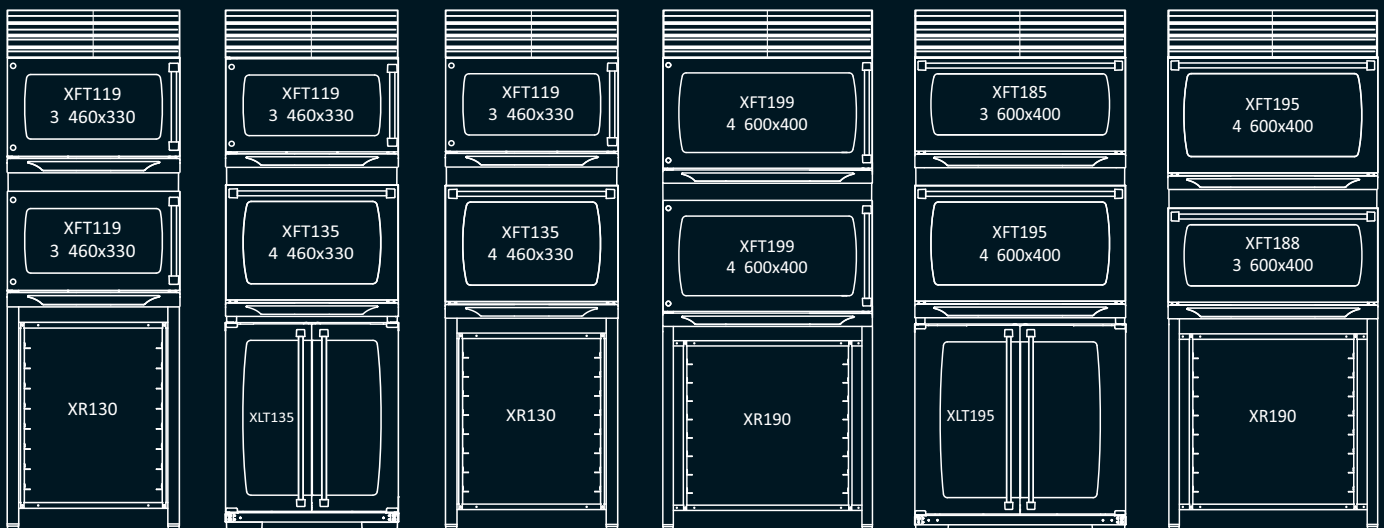 XFT119
3 460x330
XFT119
3 460x330
XFT119
3 460x330
XFT199
4 600x400
XFT185
3 600x400
XFT195
4 600x400
XFT119
3 460x330
XFT135
4 460x330
XFT135
4 460x330
XFT199
4 600x400
XFT195
4 600x400
XFT188
3 600x400
XR130
XLT135
XR130
XR190
XLT195
XR190